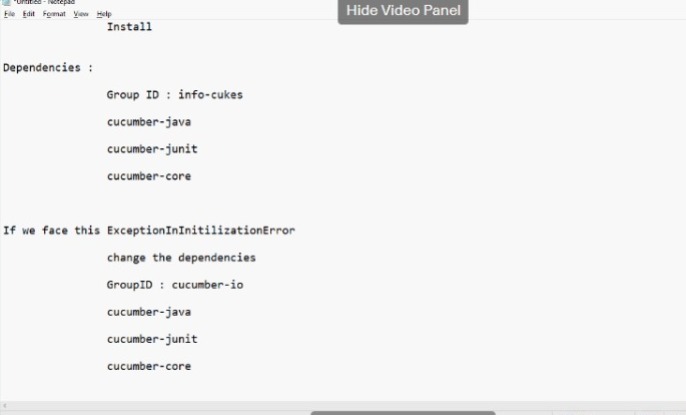 *Untitled - Notepad
File Edit Format View Help
Hide Video Panel
Install
Dependencies :
Group ID : info-cukes
cucumber-java
cucumber-junit
cucumber-core
If we face this ExceptionInInitilizationError
change the dependencies
GroupID : cucumber-io
cucumber-java
cucumber-junit
cucumber-core